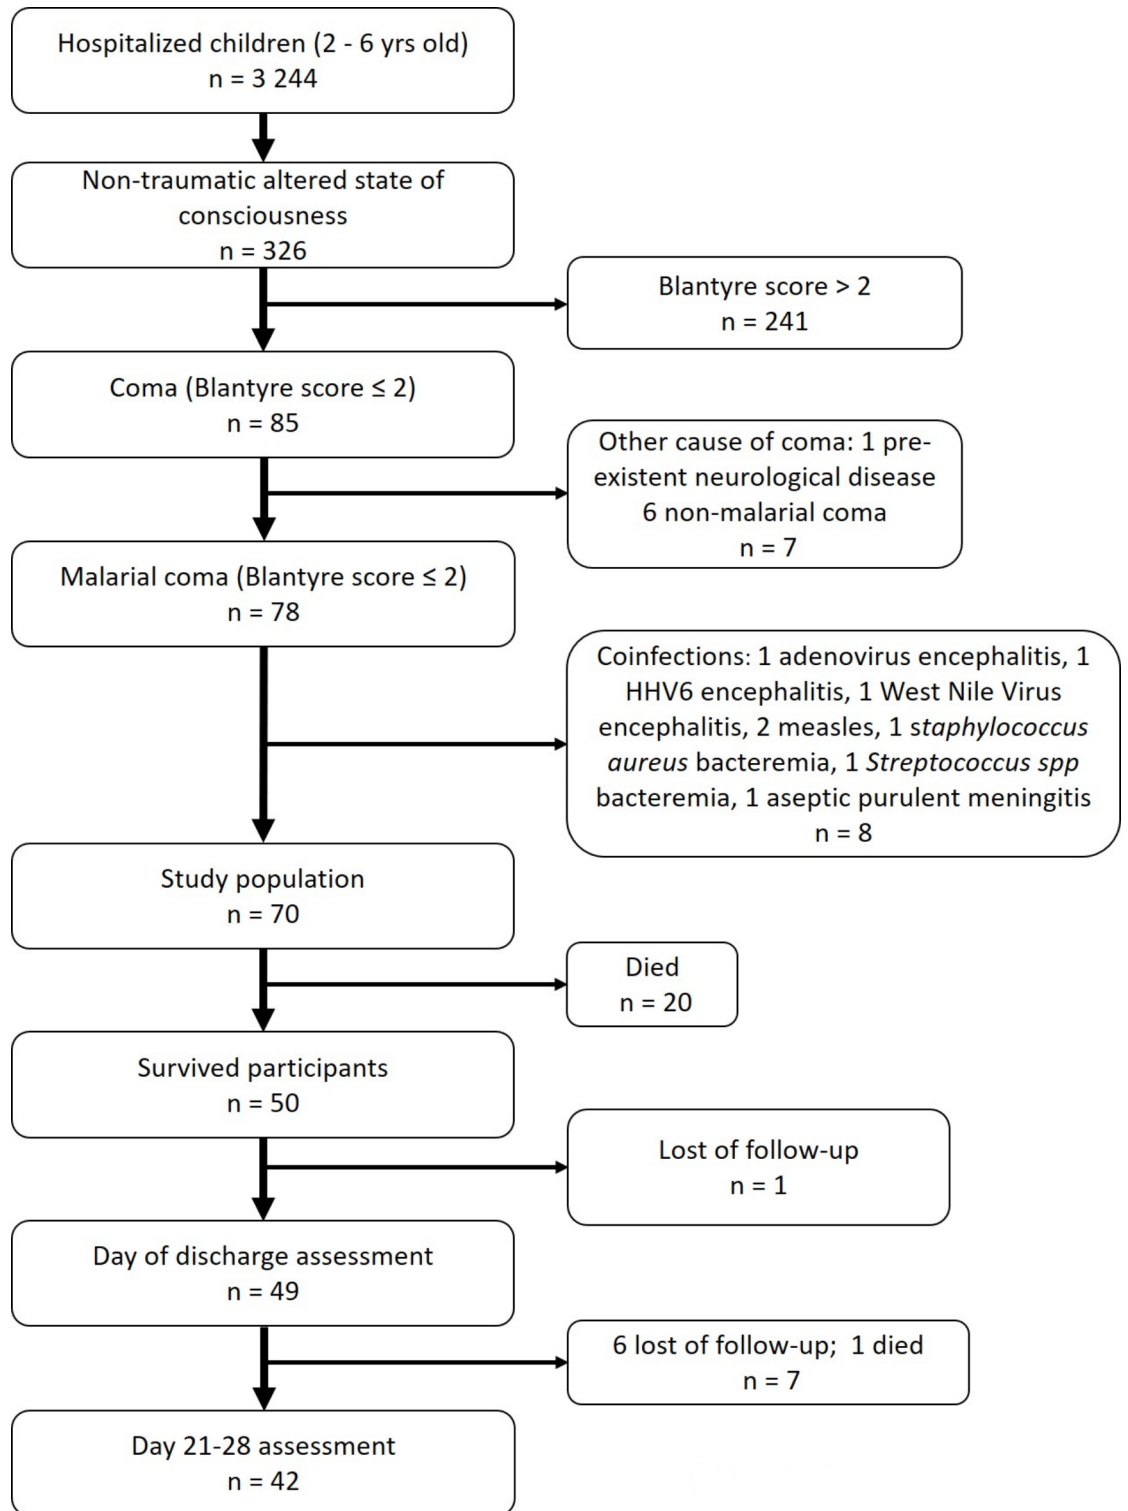 Hospitalized children (2 - 6 yrs old)
n = 3 244
Non-traumatic altered state of
consciousness
n = 326
Blantyre score > 2
n = 241
Coma (Blantyre score ≤ 2)
n = 85
Other cause of coma: 1 pre-
existent neurological disease
6 non-malarial coma
n = 7
Malarial coma (Blantyre score ≤ 2)
n = 78
Coinfections: 1 adenovirus encephalitis, 1
HHV6 encephalitis, 1 West Nile Virus
encephalitis, 2 measles, 1 staphylococcus
aureus bacteremia, 1 Streptococcus spp
bacteremia, 1 aseptic purulent meningitis
n = 8
Study population
n = 70
Died
n = 20
Survived participants
n = 50
Lost of follow-up
n = 1
Day of discharge assessment
n = 49
6 lost of follow-up;  1 died
n = 7
Day 21-28 assessment
n = 42